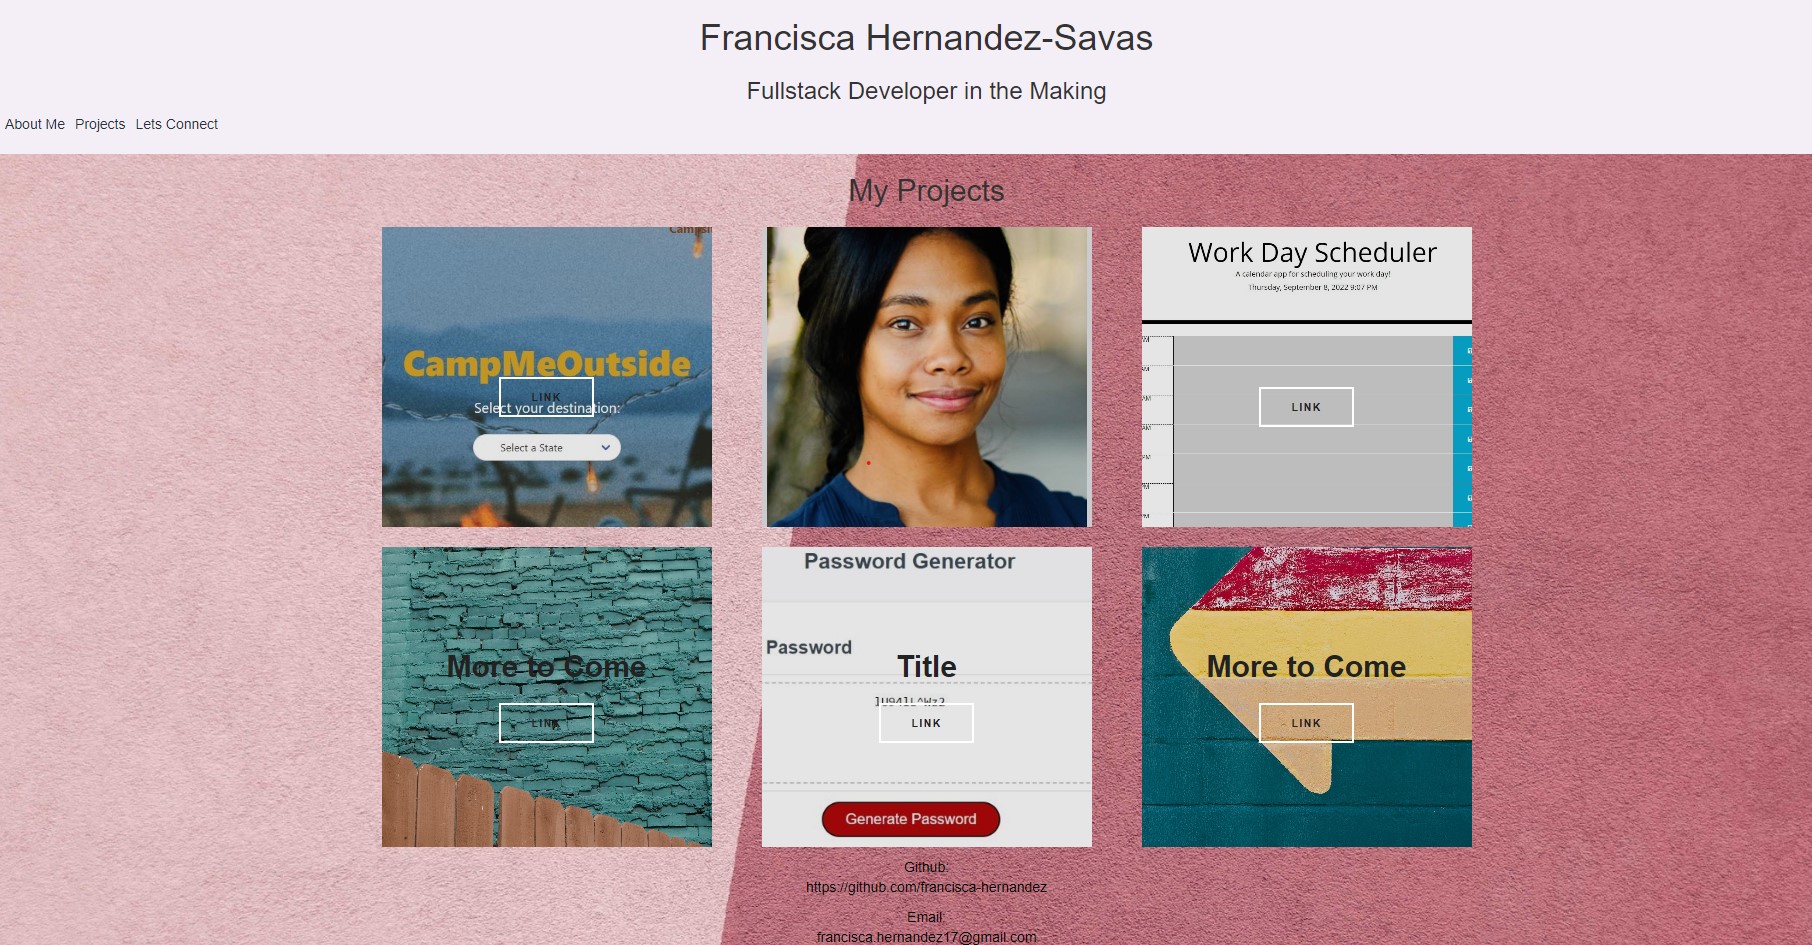 Francisca Hernandez-Savas
Fullstack Developer in the Making
About Me Projects Lets Connect
My Projects
CampMeOutside
LINK
Select your destination:
Select a State
Work Day Scheduler
A calendar app for scheduling your work day!
Thursday, September 8, 2022 9:07 PM
LINK
More to Come
LINK
Password Generator
Password
Title
LINK
Generate Password
More to Come
LINK
Github:
https://github.com/francisca-hernandez
Email:
francisca.hernandez17@gmail.com